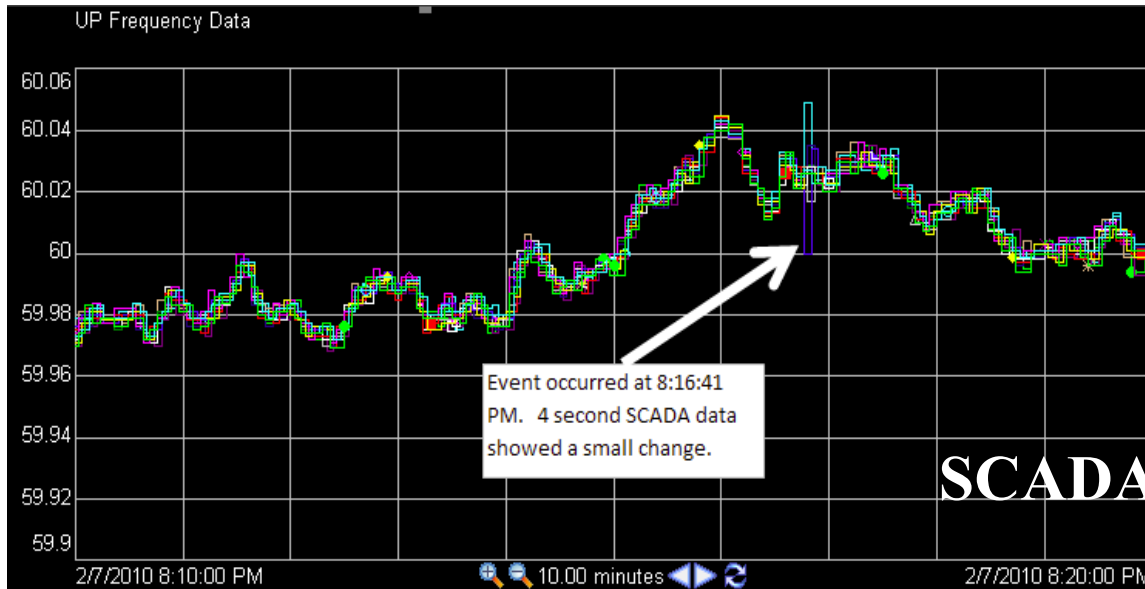 UP Frequency Data
60.06
60.04
60.02
60
59.98
59.96
59.94
59.92
59.9
Event occurred at 8:16:41
PM. 4 second SCADA data
showed a small change.
SCADA
2/7/2010 8:10:00 PM
10.00 minutes
2/7/2010 8:20:00 PM